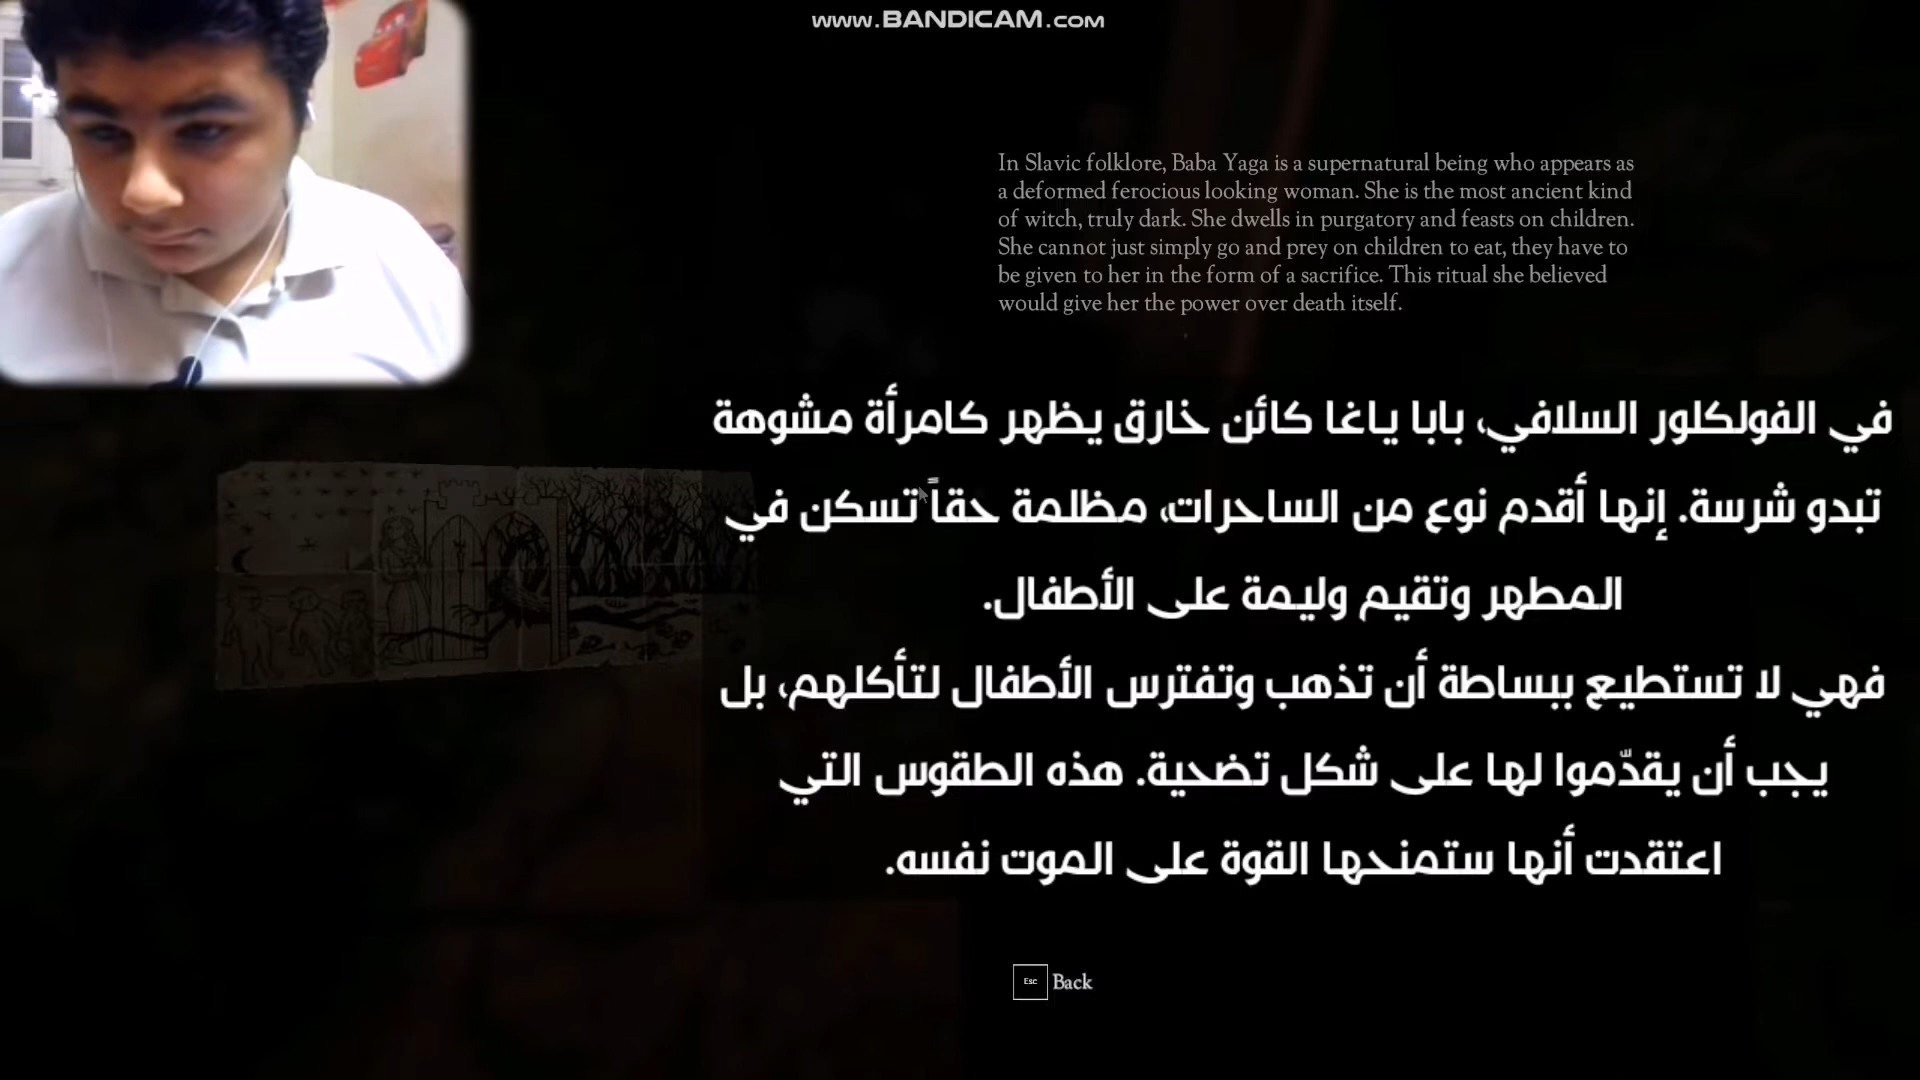 www.BANDICAM.com
In Slavic folklore, Baba Yaga is a supernatural being who appears as
a deformed ferocious looking woman. She is the most ancient kind
of witch, truly dark. She dwells in purgatory and feasts on children.
She cannot just simply go and prey on children to eat, they have to
be given to her in the form of a sacrifice. This ritual she believed
would give her the power over death itself.
في الفولكلور السلافي، بابا ياغا كائن خارق يظهر كامرأة مشوهة
تبدو شرسة. إنها أقدم نوع من الساحرات، مظلمة حقاً تسكن في
المطهر وتقيم وليمة على الأطفال.
فهي لا تستطيع ببساطة أن تذهب وتفترس الأطفال لتأكلهم، بل
يجب أن يقدّموا لها على شكل تضحية. هذه الطقوس التي
اعتقدت أنها ستمنحها القوة على الموت نفسه.
Esc Back